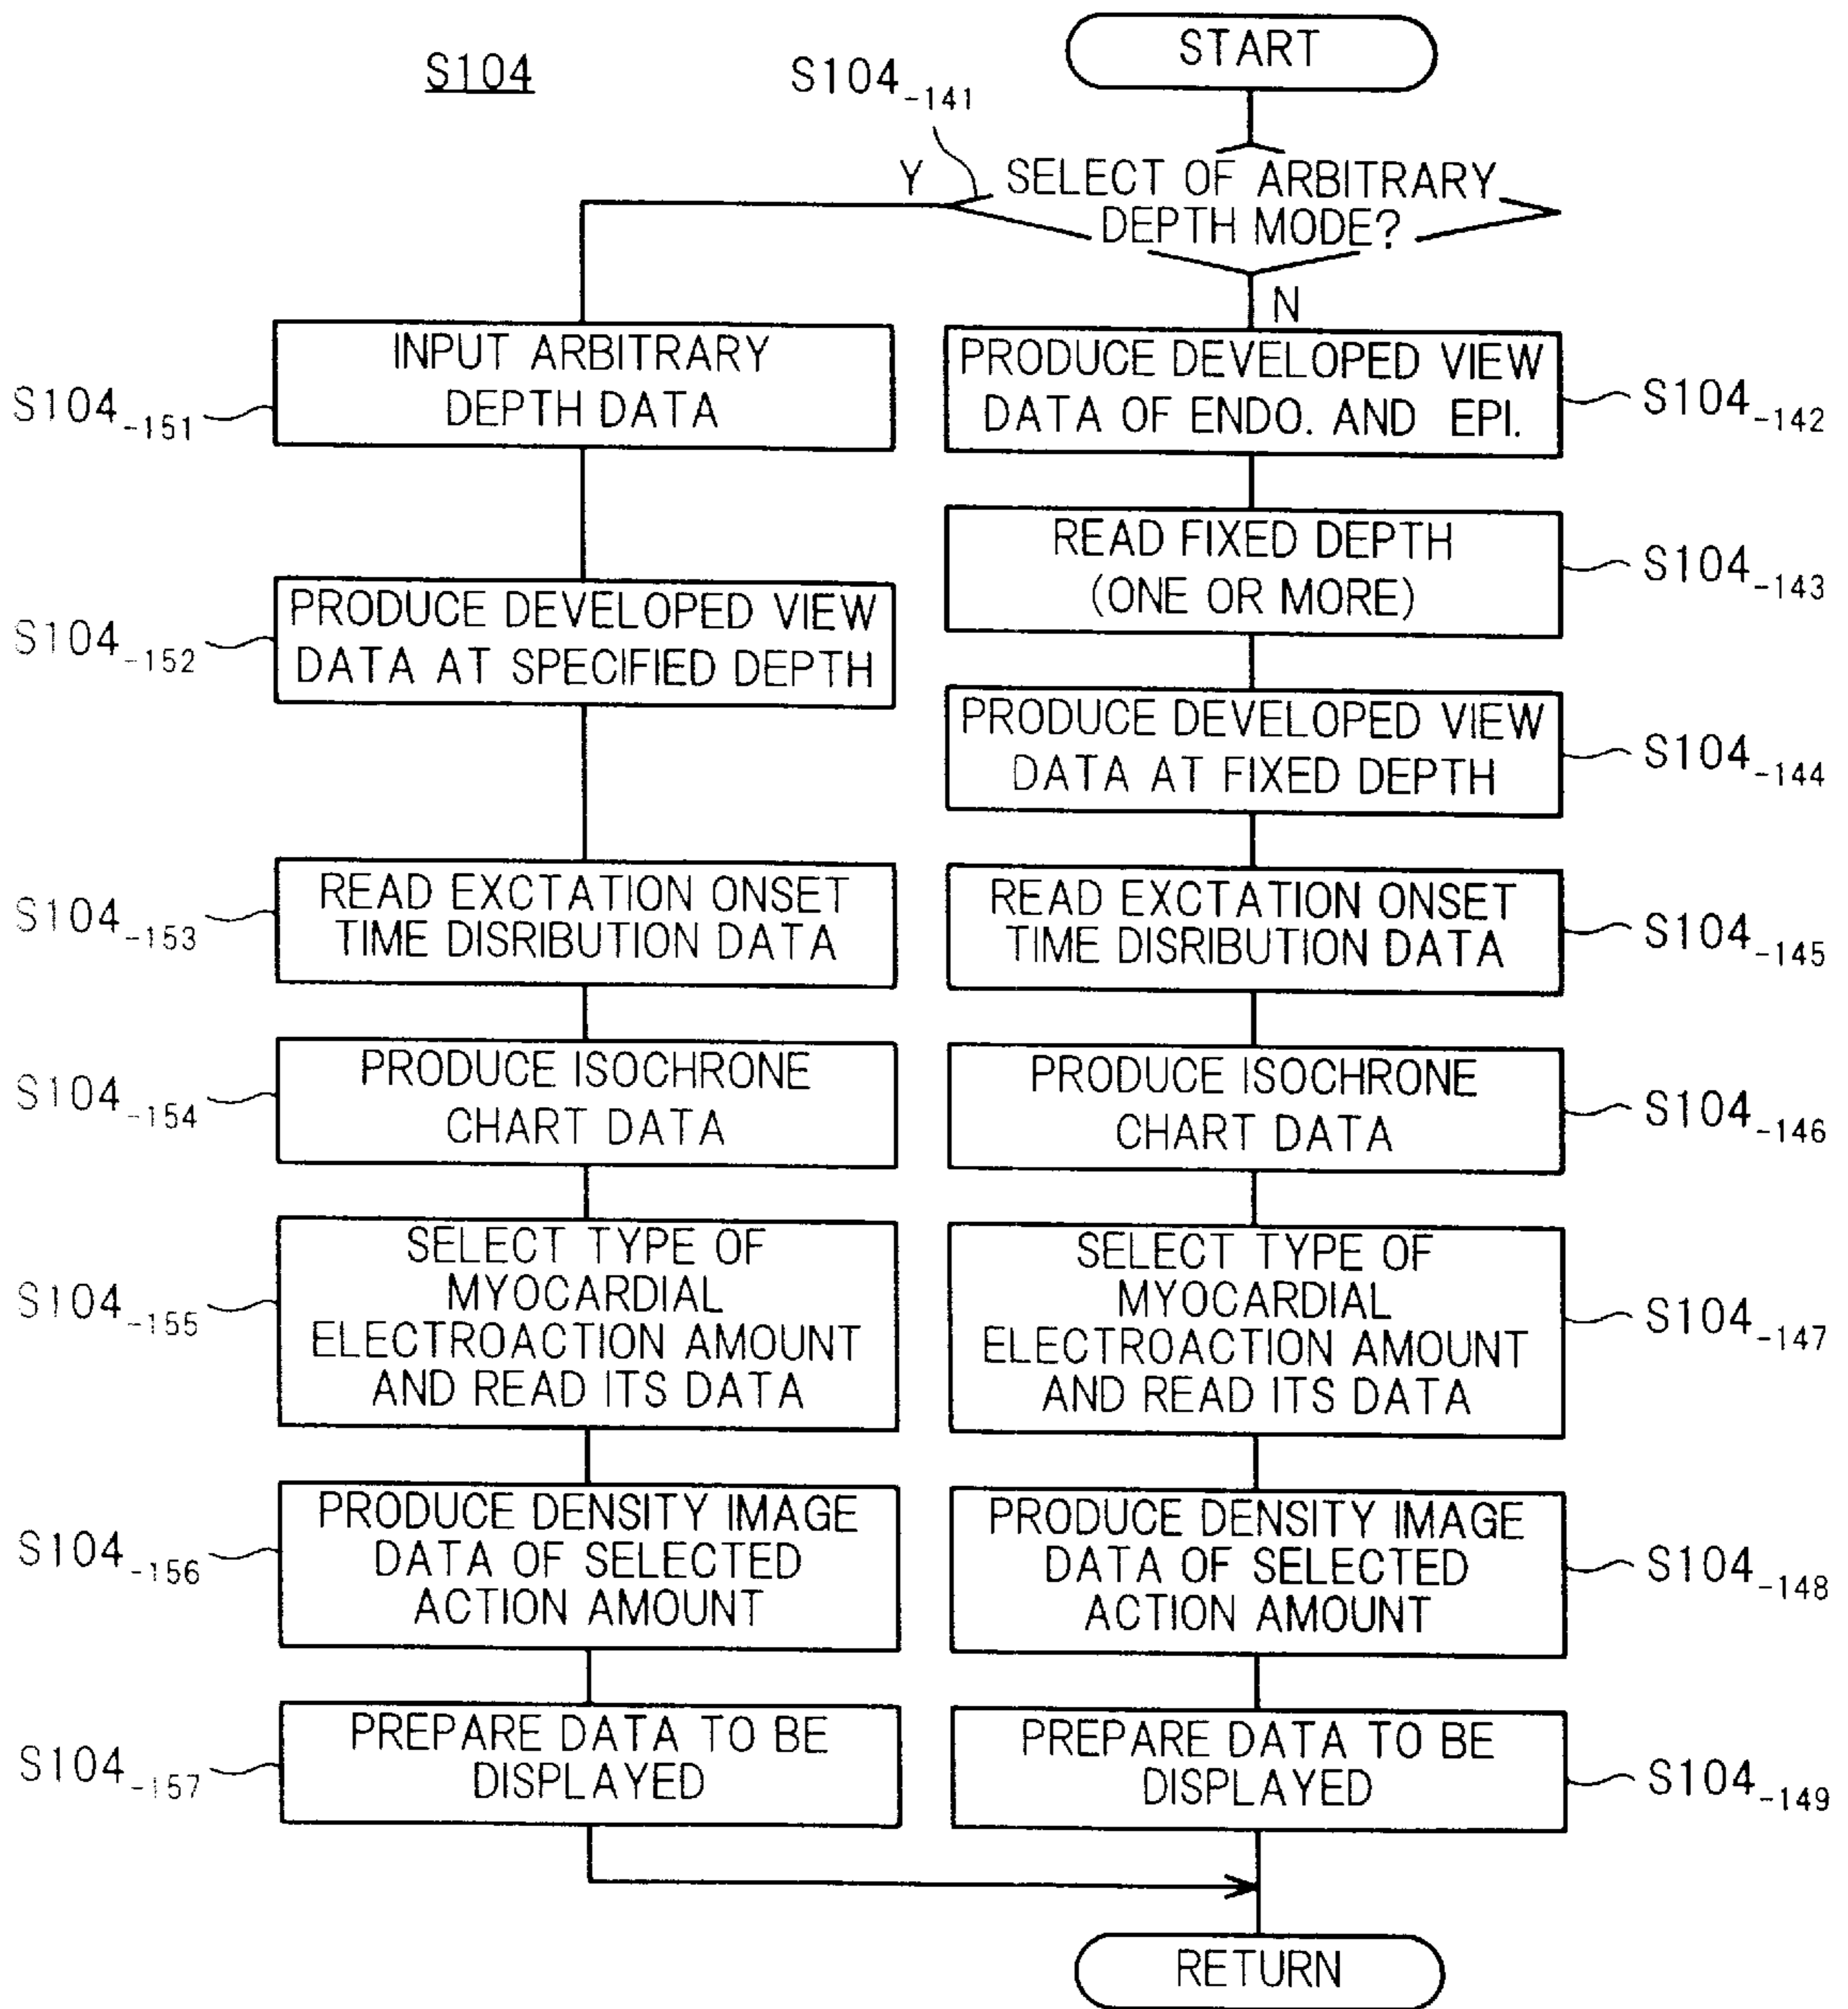 S104
START
S104-141
Y
SELECT OF ARBITRARY
DEPTH MODE?
N
INPUT ARBITRARY
DEPTH DATA
S104-151
PRODUCE DEVELOPED VIEW
DATA AT SPECIFIED DEPTH
S104-152
READ EXCTATION ONSET
TIME DISRIBUTION DATA
S104-153
PRODUCE ISOCHRONE
CHART DATA
S104-154
SELECT TYPE OF
MYOCARDIAL
ELECTROACTION AMOUNT
AND READ ITS DATA
S104-155
PRODUCE DENSITY IMAGE
DATA OF SELECTED
ACTION AMOUNT
S104-156
PREPARE DATA TO BE
DISPLAYED
S104-157
PRODUCE DEVELOPED VIEW
DATA OF ENDO. AND EPI.
S104-142
READ FIXED DEPTH
(ONE OR MORE)
S104-143
PRODUCE DEVELOPED VIEW
DATA AT FIXED DEPTH
S104-144
READ EXCTATION ONSET
TIME DISRIBUTION DATA
S104-145
PRODUCE ISOCHRONE
CHART DATA
S104-146
SELECT TYPE OF
MYOCARDIAL
ELECTROACTION AMOUNT
AND READ ITS DATA
S104-147
PRODUCE DENSITY IMAGE
DATA OF SELECTED
ACTION AMOUNT
S104-148
PREPARE DATA TO BE
DISPLAYED
S104-149
RETURN